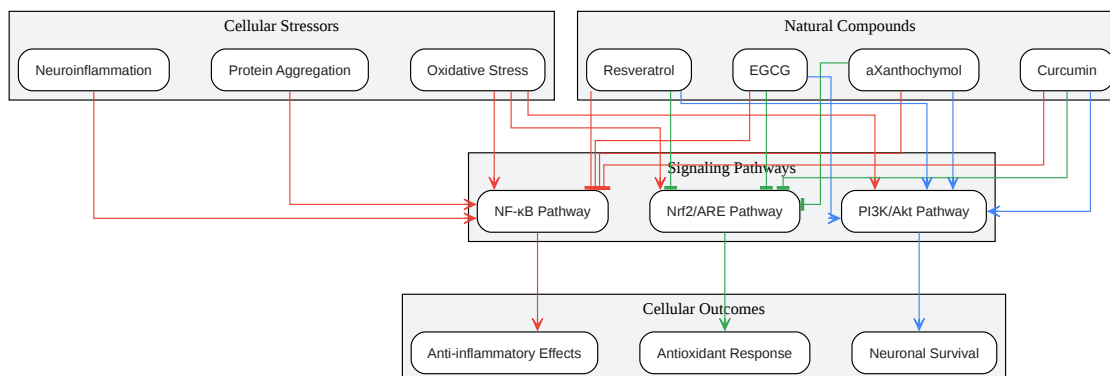 Cellular Stressors
Natural Compounds
Neuroinflammation
Protein Aggregation
Oxidative Stress
Resveratrol
EGCG
aXanthochymol
Curcumin
Signaling Pathways
NF-κB Pathway
Nrf2/ARE Pathway
PI3K/Akt Pathway
Cellular Outcomes
Anti-inflammatory Effects
Antioxidant Response
Neuronal Survival